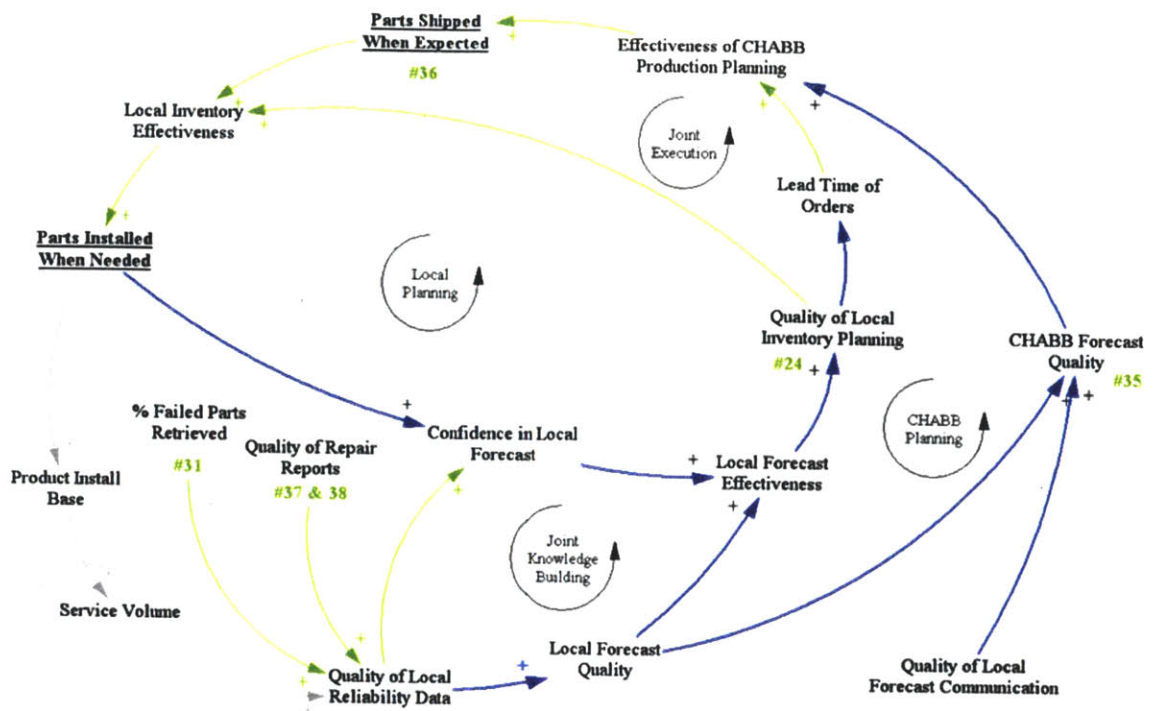 Parts Shipped
When Expected
#36
Effectiveness of CHABB
Production Planning
Local Inventory
Effectiveness
+
+
+
+
+
Joint
Execution
Lead Time of
Orders
+
Parts Installed
When Needed
Local
Planning
Quality of Local
Inventory Planning
#24
+
CHABB Forecast
Quality
#35
+
+
% Failed Parts
Retrieved
#31
Quality of Repair
Reports
#37 & 38
+
Confidence in Local
Forecast
+
CHABB
Planning
+
Local Forecast
Effectiveness
+
Product Install
Base
Joint
Knowledge
Building
Service Volume
+
+
Quality of Local
Reliability Data
+
Local Forecast
Quality
Quality of Local
Forecast Communication